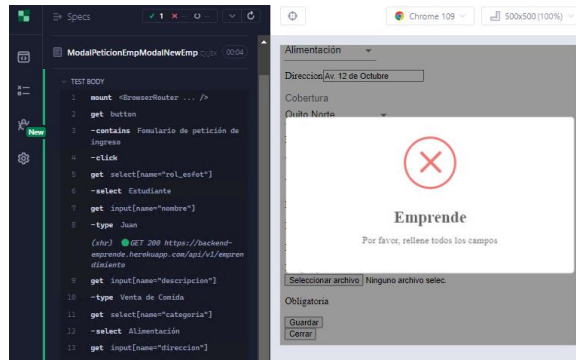 Specs
1
--
Chrome 109
500x500 (100%)
ModalPeticionEmpModalNewEmp
00:04
TEST BODY
1 mount <BrowserRouter ... />
2 get button
3 -contains Fomulario de petición de
ingreso
4 -click
5 get select[name="rol_esfot"]
6 -select Estudiante
7 get input[name="nombre"]
8 -type Juan
(xhr) GET 200 https://backend-
emprende.herokuapp.com/api/v1/empren
dimiento
9 get input[name="descripcion"]
10 -type Venta de Comida
11 get select[name="categoria"]
12 -select Alimentación
13 get input[name="direccion"]
New
Alimentación
Direccion Av. 12 de Octubre
Cobertura
Quito Norte
Emprende
Por favor, rellene todos los campos
Seleccionar archivo Ninguno archivo selec.
Obligatoria
Guardar
Cerrar